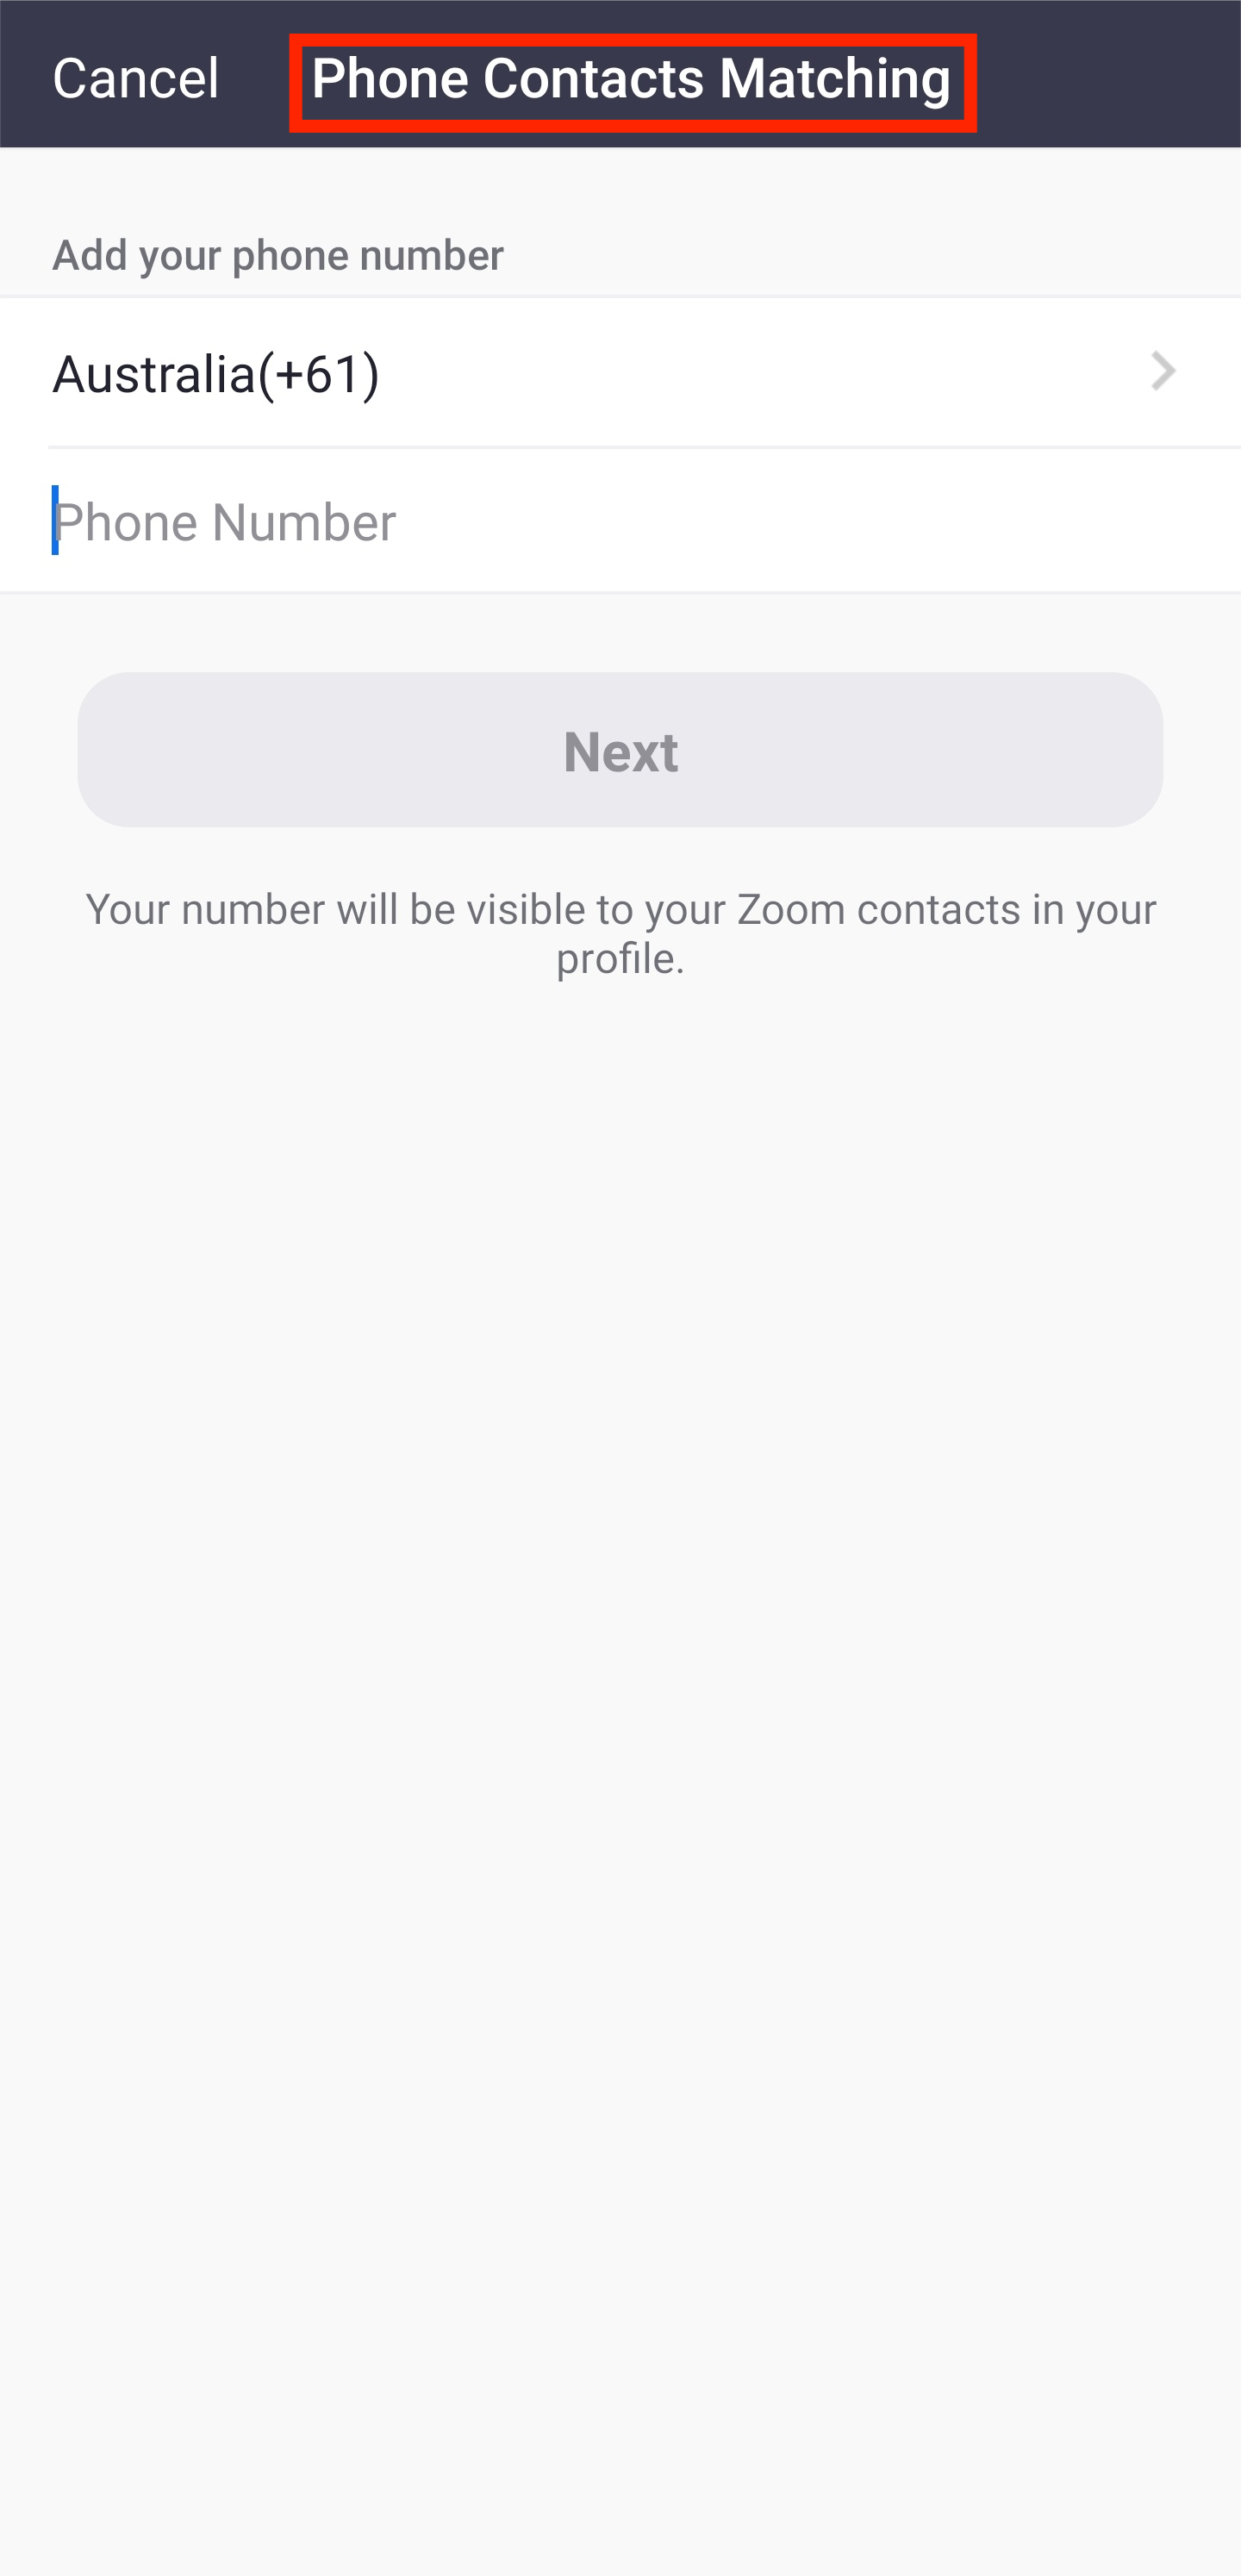 Cancel Phone Contacts Matching
Add your phone number
Australia(+61)
Phone Number
Next
Your number will be visible to your Zoom contacts in your
profile.